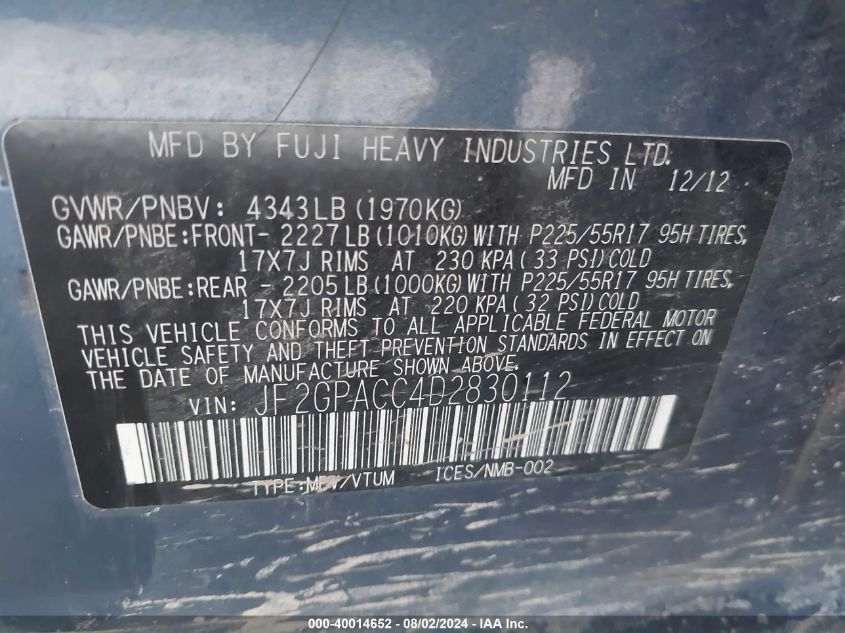 MFD BY FUJI HEAVY INDUSTRIES LTD.
MFD IN 12/12
GVWR/PNBV: 4343LB (1970KG)
GAWR/PNBE:FRONT- 2227LB (1010KG) WITH P225/55R17 95H TIRES,
17X7J RIMS AT 230 KPA (33 PSI) COLD
GAWR/PNBE:REAR - 2205LB (1000KG) WITH P225/55R17 95H TIRES,
17X7J RIMS AT 220 KPA (32 PSI) COLD
THIS VEHICLE CONFORMS TO ALL APPLICABLE FEDERAL MOTOR
VEHICLE SAFETY AND THEFT PREVENTION STANDARDS IN EFFECT ON
THE DATE OF MANUFACTURE SHOWN ABOVE.
VIN: JF2GPACC4D2830112
TYPE:MPV/VTUM ICES/NMB-002
000-40014652 - 08/02/2024 - IAA Inc.